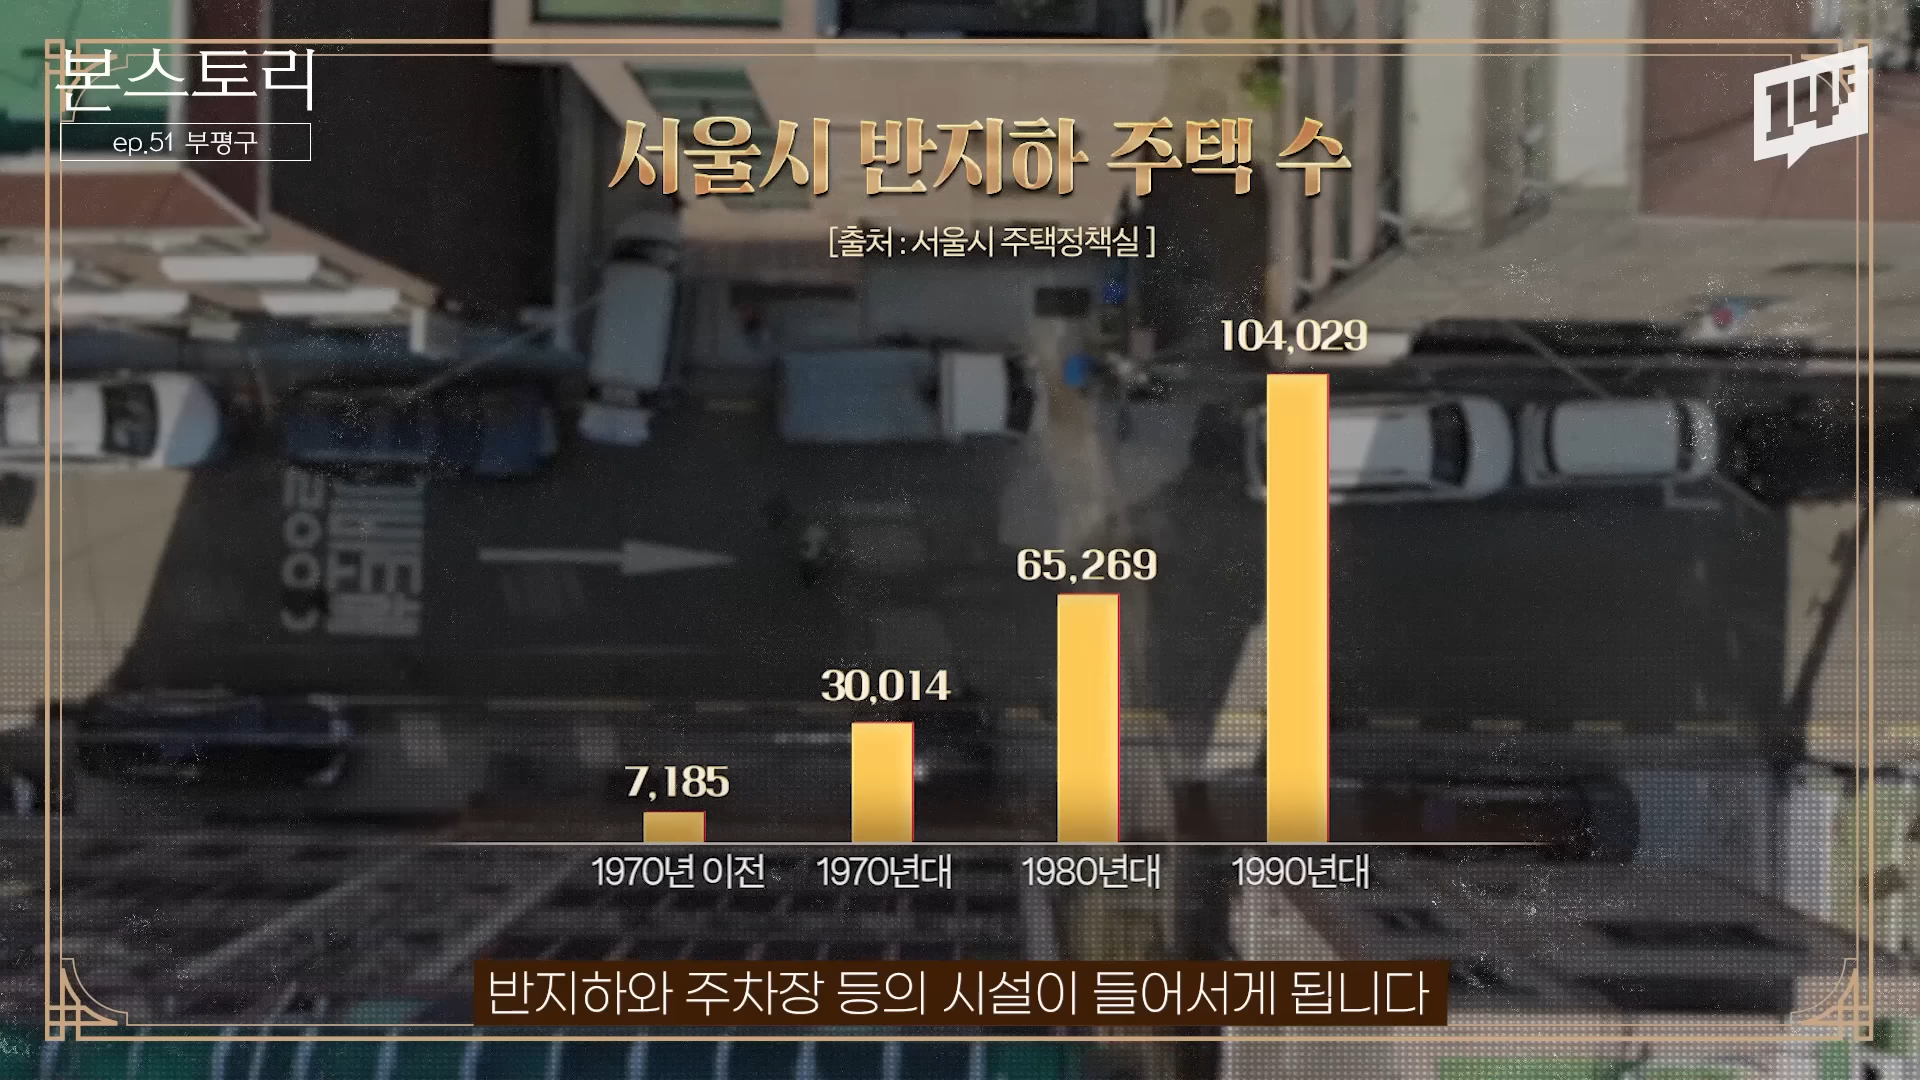 본스토리
ep.51 부평구
14F
서울시 반지하 주택 수
[출처 : 서울시 주택정책실]
104,029
65,269
30,014
7,185
1970년 이전 1970년대 1980년대 1990년대
반지하와 주차장 등의 시설이 들어서게 됩니다